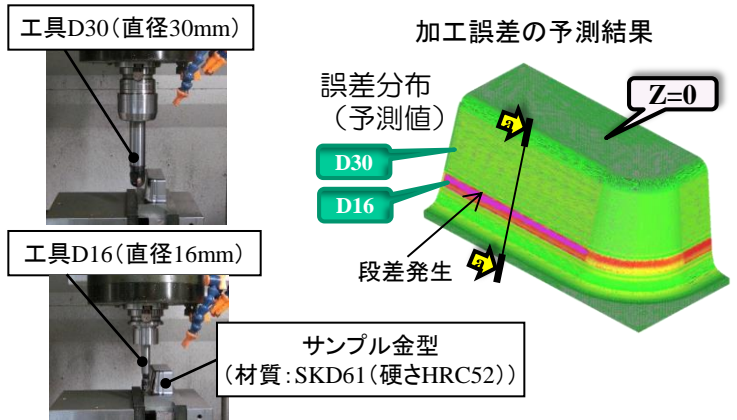 工具D30（直径30mm）
加工誤差の予測結果
誤差分布
（予測値）
Z=0
a
D30
D16
a
段差発生
工具D16（直径16mm）
サンプル金型
（材質：SKD61（硬さHRC52））